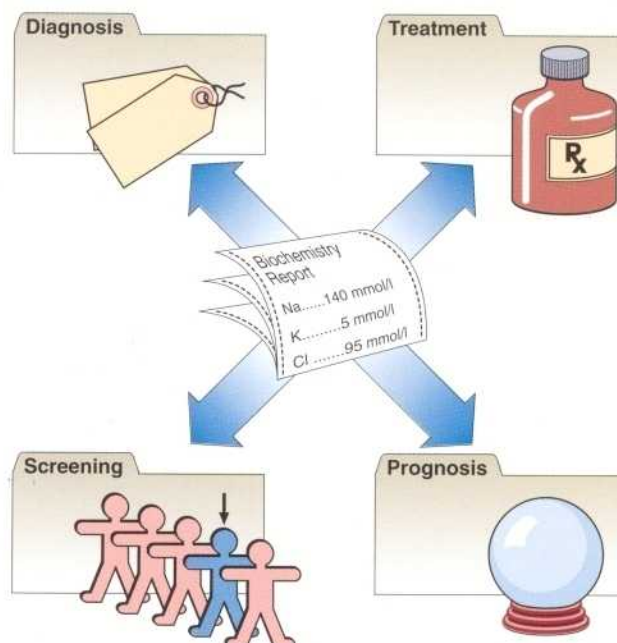 Diagnosis
Treatment
Rx
Biochemistry
Report
Na.....140 mmol/l
K.........5 mmol/l
Cl .......95 mmol/l
Screening
Prognosis